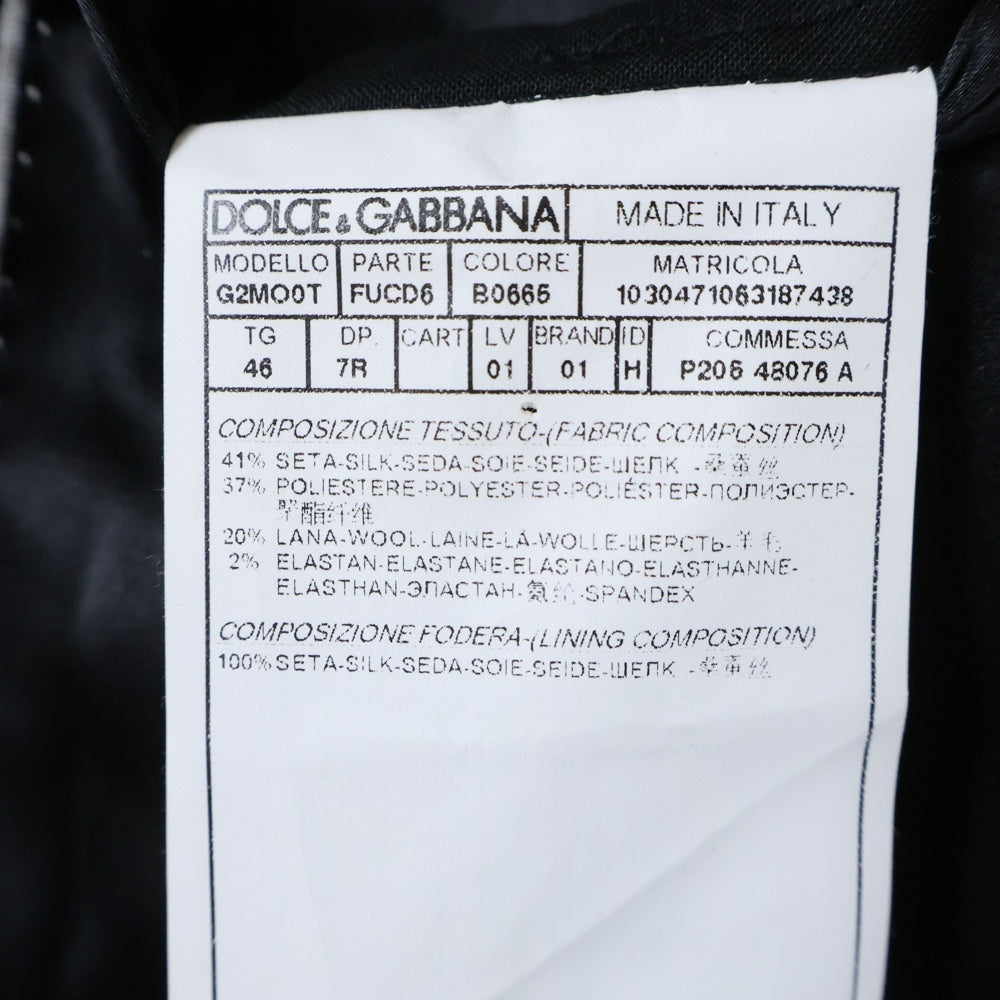 DOLCE & GABBANA MADE IN ITALY
MODELLO PARTE COLORE MATRICOLA
G2MO0T FUCD6 B0665 1030471063187438
TG DP. CART LV BRAND ID COMMESSA
46 7R 01 01 H P206 48076 A
COMPOSIZIONE TESSUTO-(FABRIC COMPOSITION)
41% SETA-SILK-SEDA-SOIE-SEIDE-ШЕЛК -桑蚕丝
37% POLIESTERE-POLYESTER-POLIÉSTER-ПОЛИЭСТЕР-
聚酯纤维
20% LANA-WOOL-LAINE-LÃ-WOLLE-ШЕРСТЬ-羊毛
2% ELASTAN-ELASTANE-ELASTANO-ELASTHANNE-
ELASTHAN-ЭЛАСТАН-氨纶-SPANDEX
COMPOSIZIONE FODERA-(LINING COMPOSITION)
100% SETA-SILK-SEDA-SOIE-SEIDE-ШЕЛК -桑蚕丝